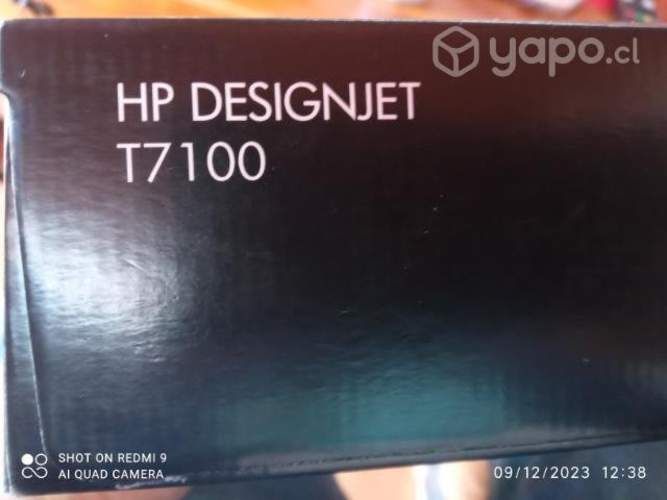 yapo.cl
HP DESIGNJET
T7100
SHOT ON REDMI 9
AI QUAD CAMERA
09/12/2023 12:38